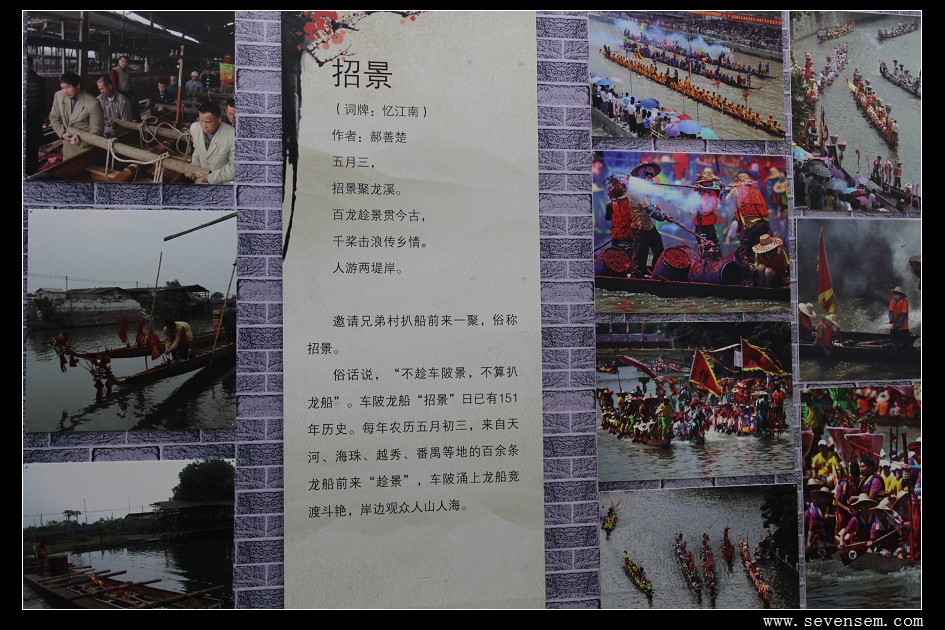 招景
（词牌：忆江南）
作者：郝善楚
五月三，
招景聚龙溪。
百龙趁景贯今古，
千桨击浪传乡情。
人游两堤岸。
邀请兄弟村扒船前来一聚，俗称
招景。
俗话说，“不趁车陂景，不算扒
龙船”。车陂龙船“招景”日已有151
年历史。每年农历五月初三，来自天
河、海珠、越秀、番禺等地的百余条
龙船前来“趁景”，车陂涌上龙船竞
渡斗艳，岸边观众人山人海。
www.sevensem.com